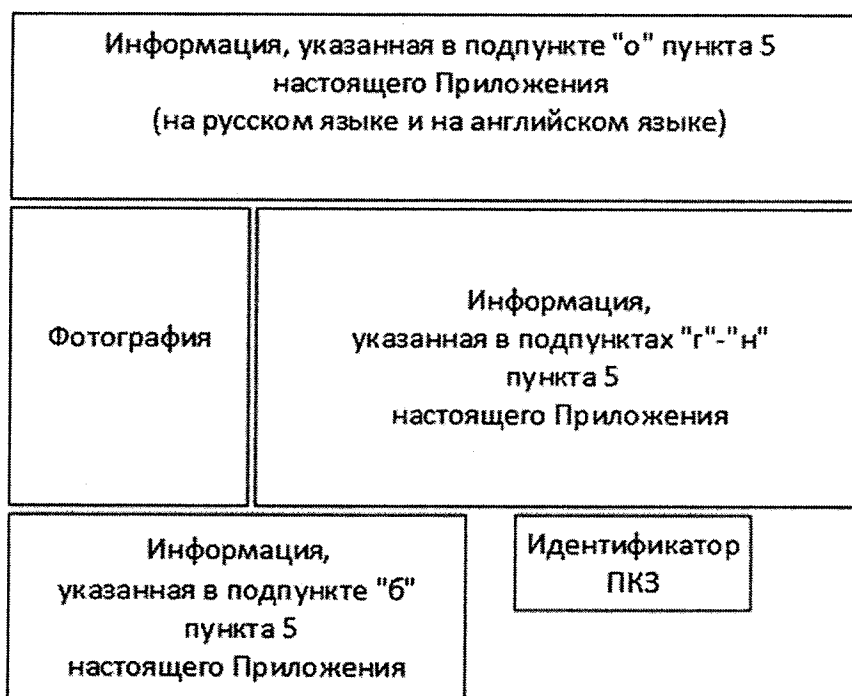 Информация, указанная в подпункте "о" пункта 5
настоящего Приложения
(на русском языке и на английском языке)
Фотография
Информация,
указанная в подпунктах "г"-"н"
пункта 5
настоящего Приложения
Информация,
указанная в подпункте "б"
пункта 5
настоящего Приложения
Идентификатор
ПКЗ